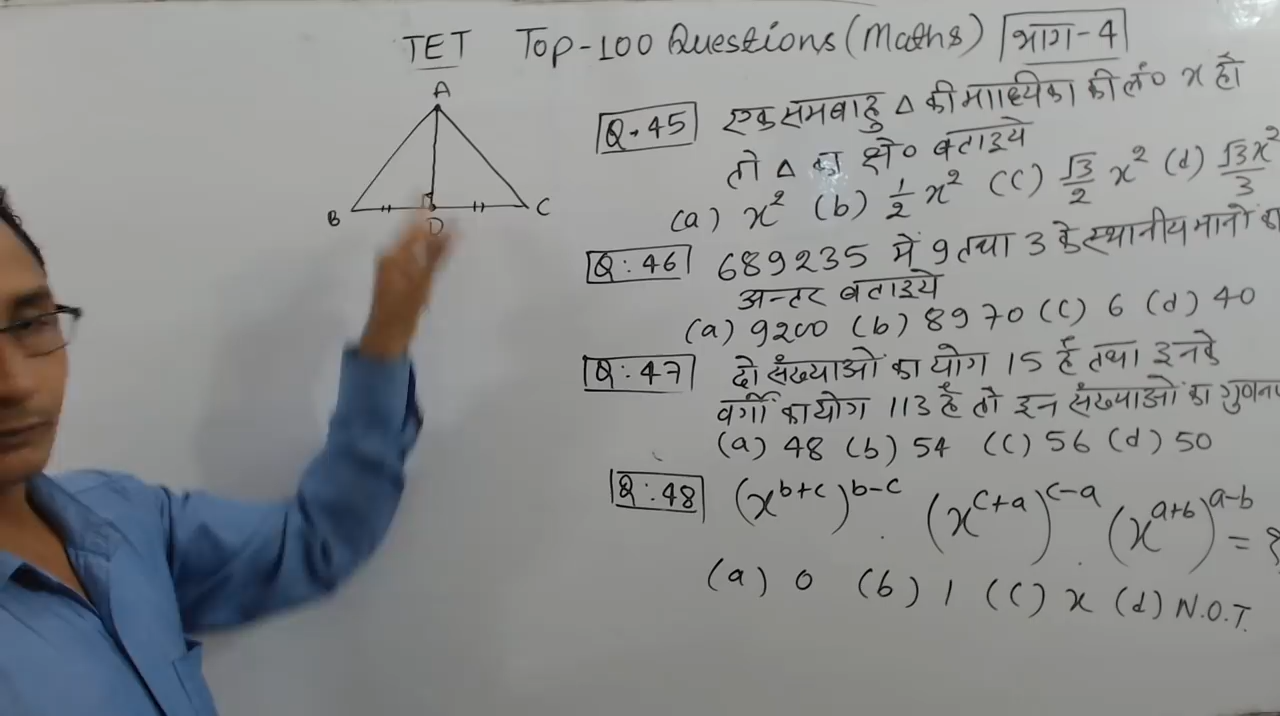 TET Top-100 Questions (Maths) भाग-4
A
B
D
C
Q.45 एक समबाहु Δ की माध्यिका की लं० x हो
तो Δ का क्षे० बताइये
(a) x² (b) 1/2 x² (c) √3/2 x² (d) √3x²/3
Q:46 689235 में 9 तथा 3 के स्थानीय मानों का
अन्तर बताइये
(a) 9200 (b) 8970 (c) 6 (d) 40
Q:47 दो संख्याओं का योग 15 है तथा इनके
वर्गो का योग 113 है तो इन संख्याओं का
(a) 48 (b) 54 (c) 56 (d) 50
Q:48 (x^{b+c})^{b-c} . (x^{c+a})^{c-a} . (x^{a+b})^{a-b} = ?
(a) 0 (b) 1 (c) x (d) N.O.T.